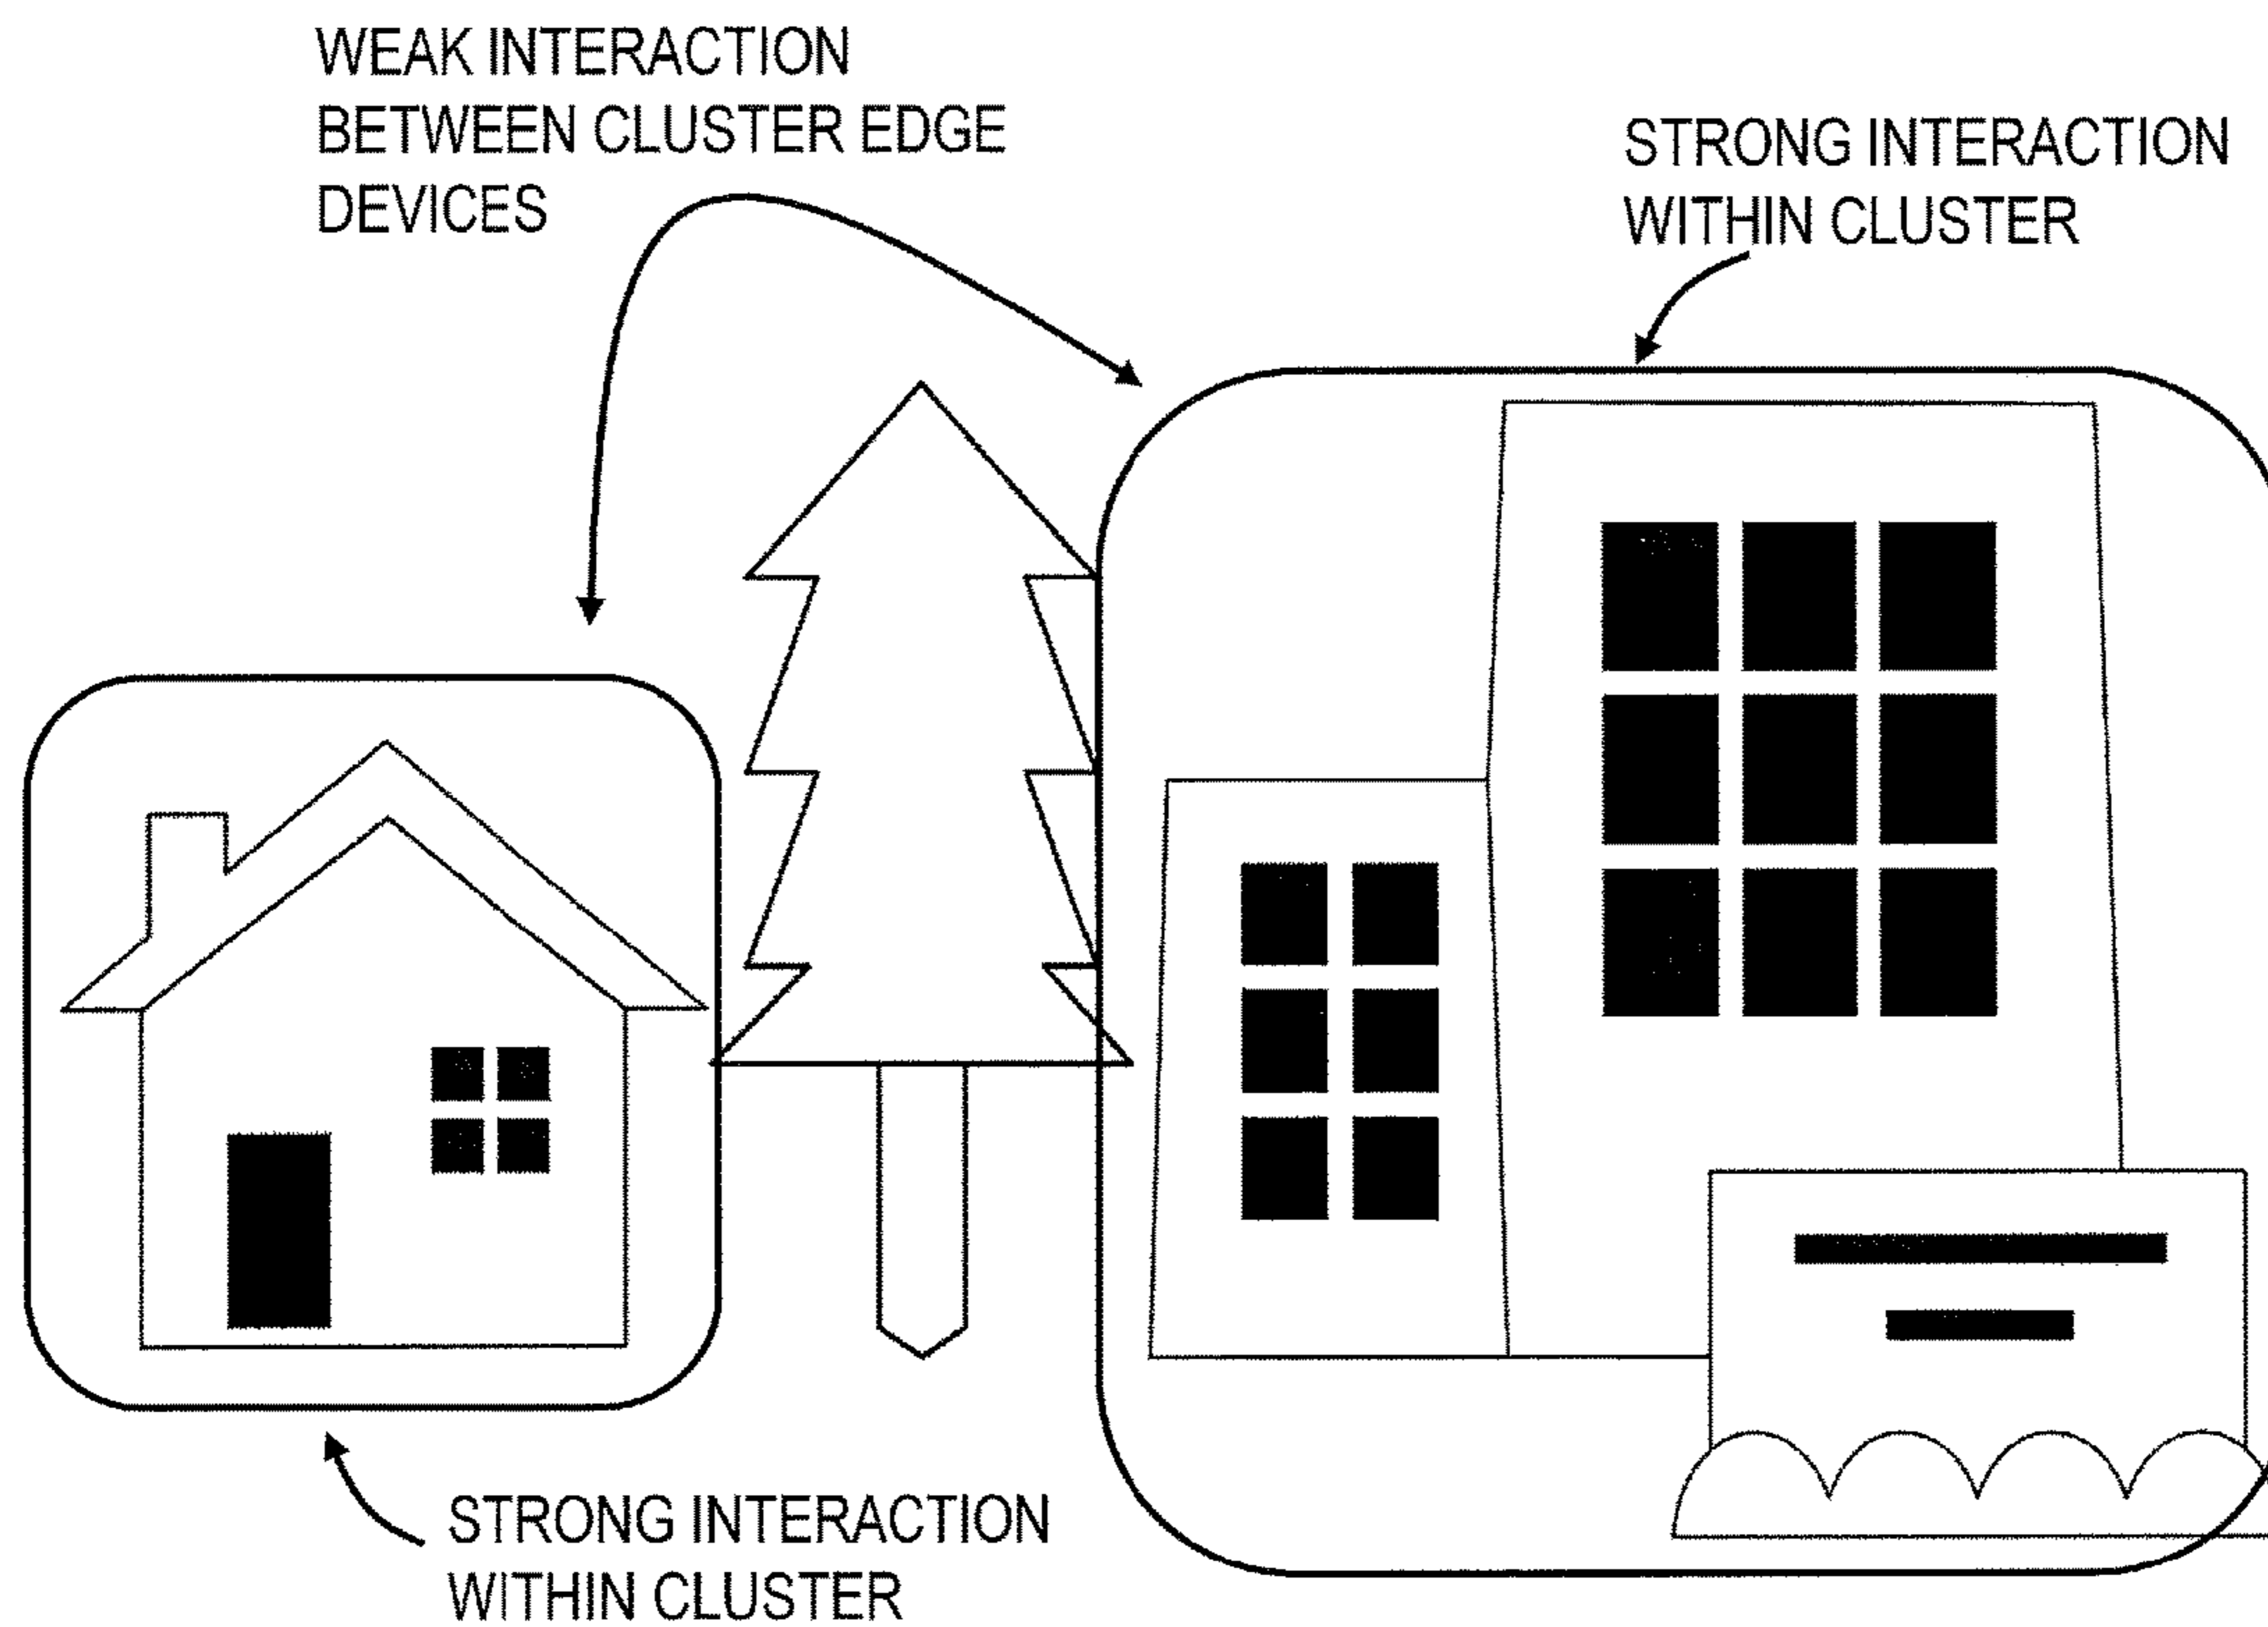 WEAK INTERACTION
BETWEEN CLUSTER EDGE
DEVICES
STRONG INTERACTION
WITHIN CLUSTER
STRONG INTERACTION
WITHIN CLUSTER